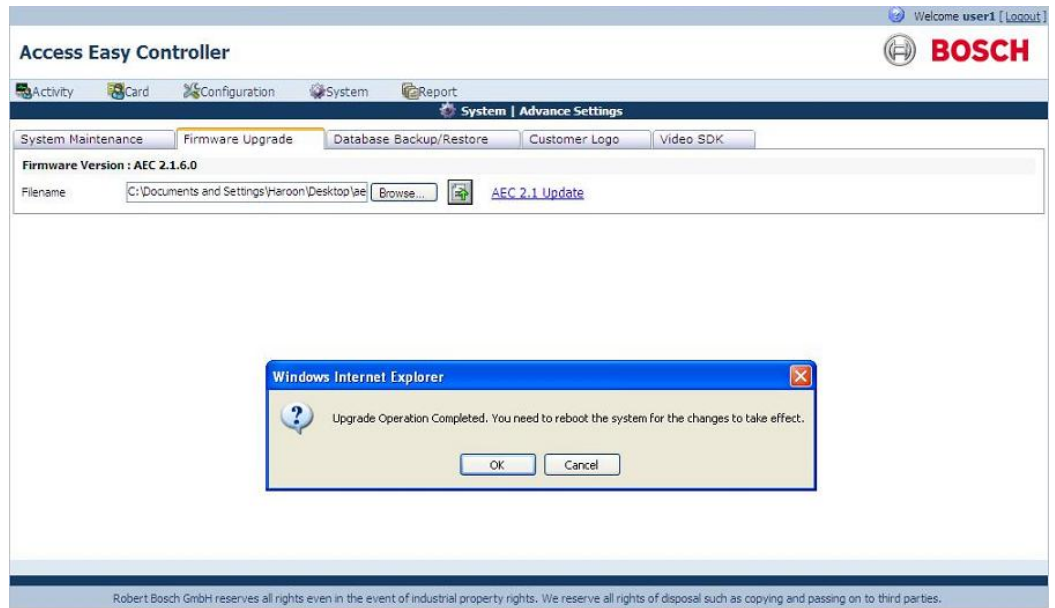 Welcome user1 [ Logout ]
Access Easy Controller
BOSCH
Activity Card Configuration System Report
System | Advance Settings
System Maintenance Firmware Upgrade Database Backup/Restore Customer Logo Video SDK
Firmware Version : AEC 2.1.6.0
Filename C:\Documents and Settings\Haroon\Desktop\ae Browse... AEC 2.1 Update
Windows Internet Explorer
Upgrade Operation Completed. You need to reboot the system for the changes to take effect.
OK Cancel
Robert Bosch GmbH reserves all rights even in the event of industrial property rights. We reserve all rights of disposal such as copying and passing on to third parties.